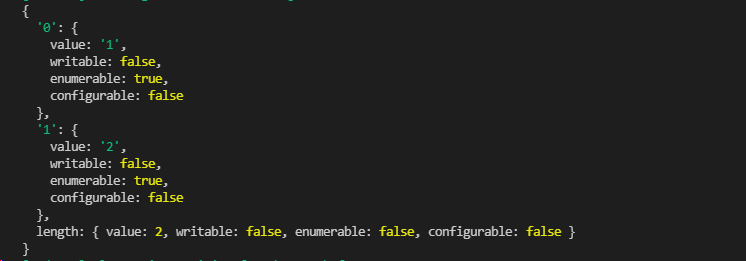 {
  '0': {
    value: '1',
    writable: false,
    enumerable: true,
    configurable: false
  },
  '1': {
    value: '2',
    writable: false,
    enumerable: true,
    configurable: false
  },
  length: { value: 2, writable: false, enumerable: false, configurable: false }
}